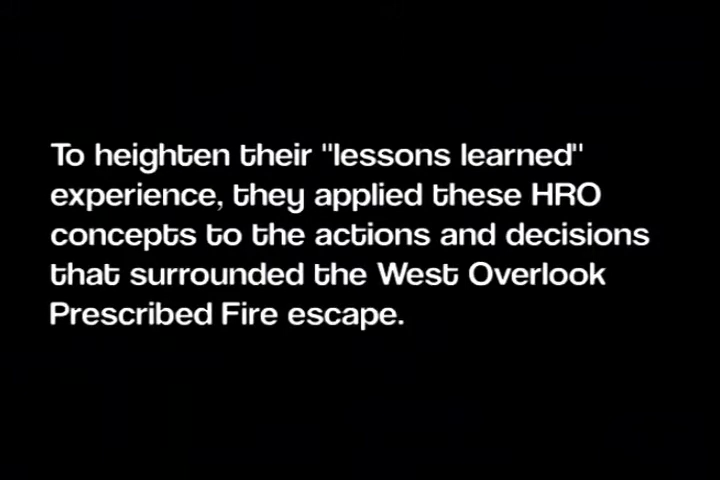 To heighten their "lessons learned"
experience, they applied these HRO
concepts to the actions and decisions
that surrounded the West Overlook
Prescribed Fire escape.